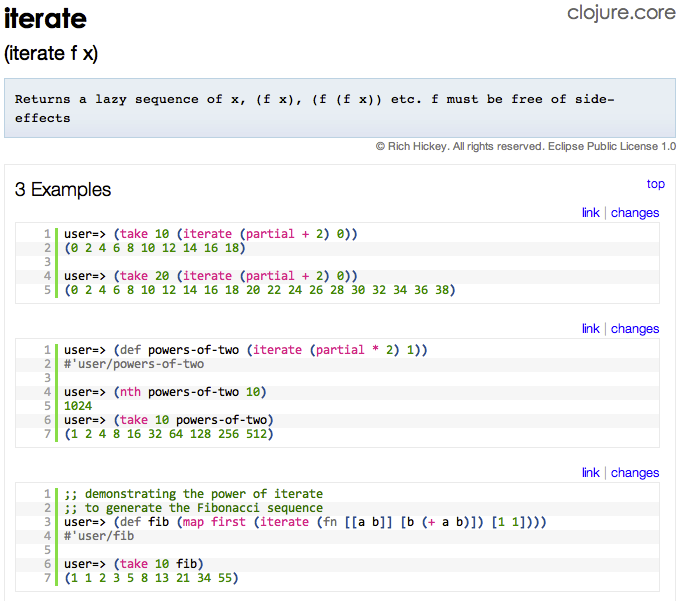 iterate
clojure.core
(iterate f x)
Returns a lazy sequence of x, (f x), (f (f x)) etc. f must be free of side-
effects
© Rich Hickey. All rights reserved. Eclipse Public License 1.0
3 Examples
top
link | changes
1 user=> (take 10 (iterate (partial + 2) 0))
2 (0 2 4 6 8 10 12 14 16 18)
3
4 user=> (take 20 (iterate (partial + 2) 0))
5 (0 2 4 6 8 10 12 14 16 18 20 22 24 26 28 30 32 34 36 38)
link | changes
1 user=> (def powers-of-two (iterate (partial * 2) 1))
2 #'user/powers-of-two
3
4 user=> (nth powers-of-two 10)
5 1024
6 user=> (take 10 powers-of-two)
7 (1 2 4 8 16 32 64 128 256 512)
link | changes
1 ;; demonstrating the power of iterate
2 ;; to generate the Fibonacci sequence
3 user=> (def fib (map first (iterate (fn [[a b]] [b (+ a b)]) [1 1])))
4 #'user/fib
5
6 user=> (take 10 fib)
7 (1 1 2 3 5 8 13 21 34 55)